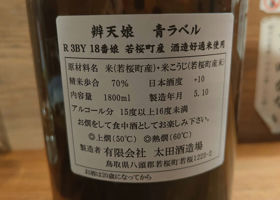 辨天娘 青ラベル
R3BY 18番娘 若桜町産 酒造好適米使用
原材料名 米(若桜町産)・米こうじ(若桜町産米)
精米歩合 70% 日本酒度 +10
内容量 1800ml 製造年月 5.10
アルコール分 15度以上16度未満
お燗をして食中酒としてお楽しみ下さい。
◎上燗(50℃) ◎熱燗(60℃)
製造者 有限会社 太田酒造場
鳥取県八頭郡若桜町若桜1223-2
お酒は20歳になってから